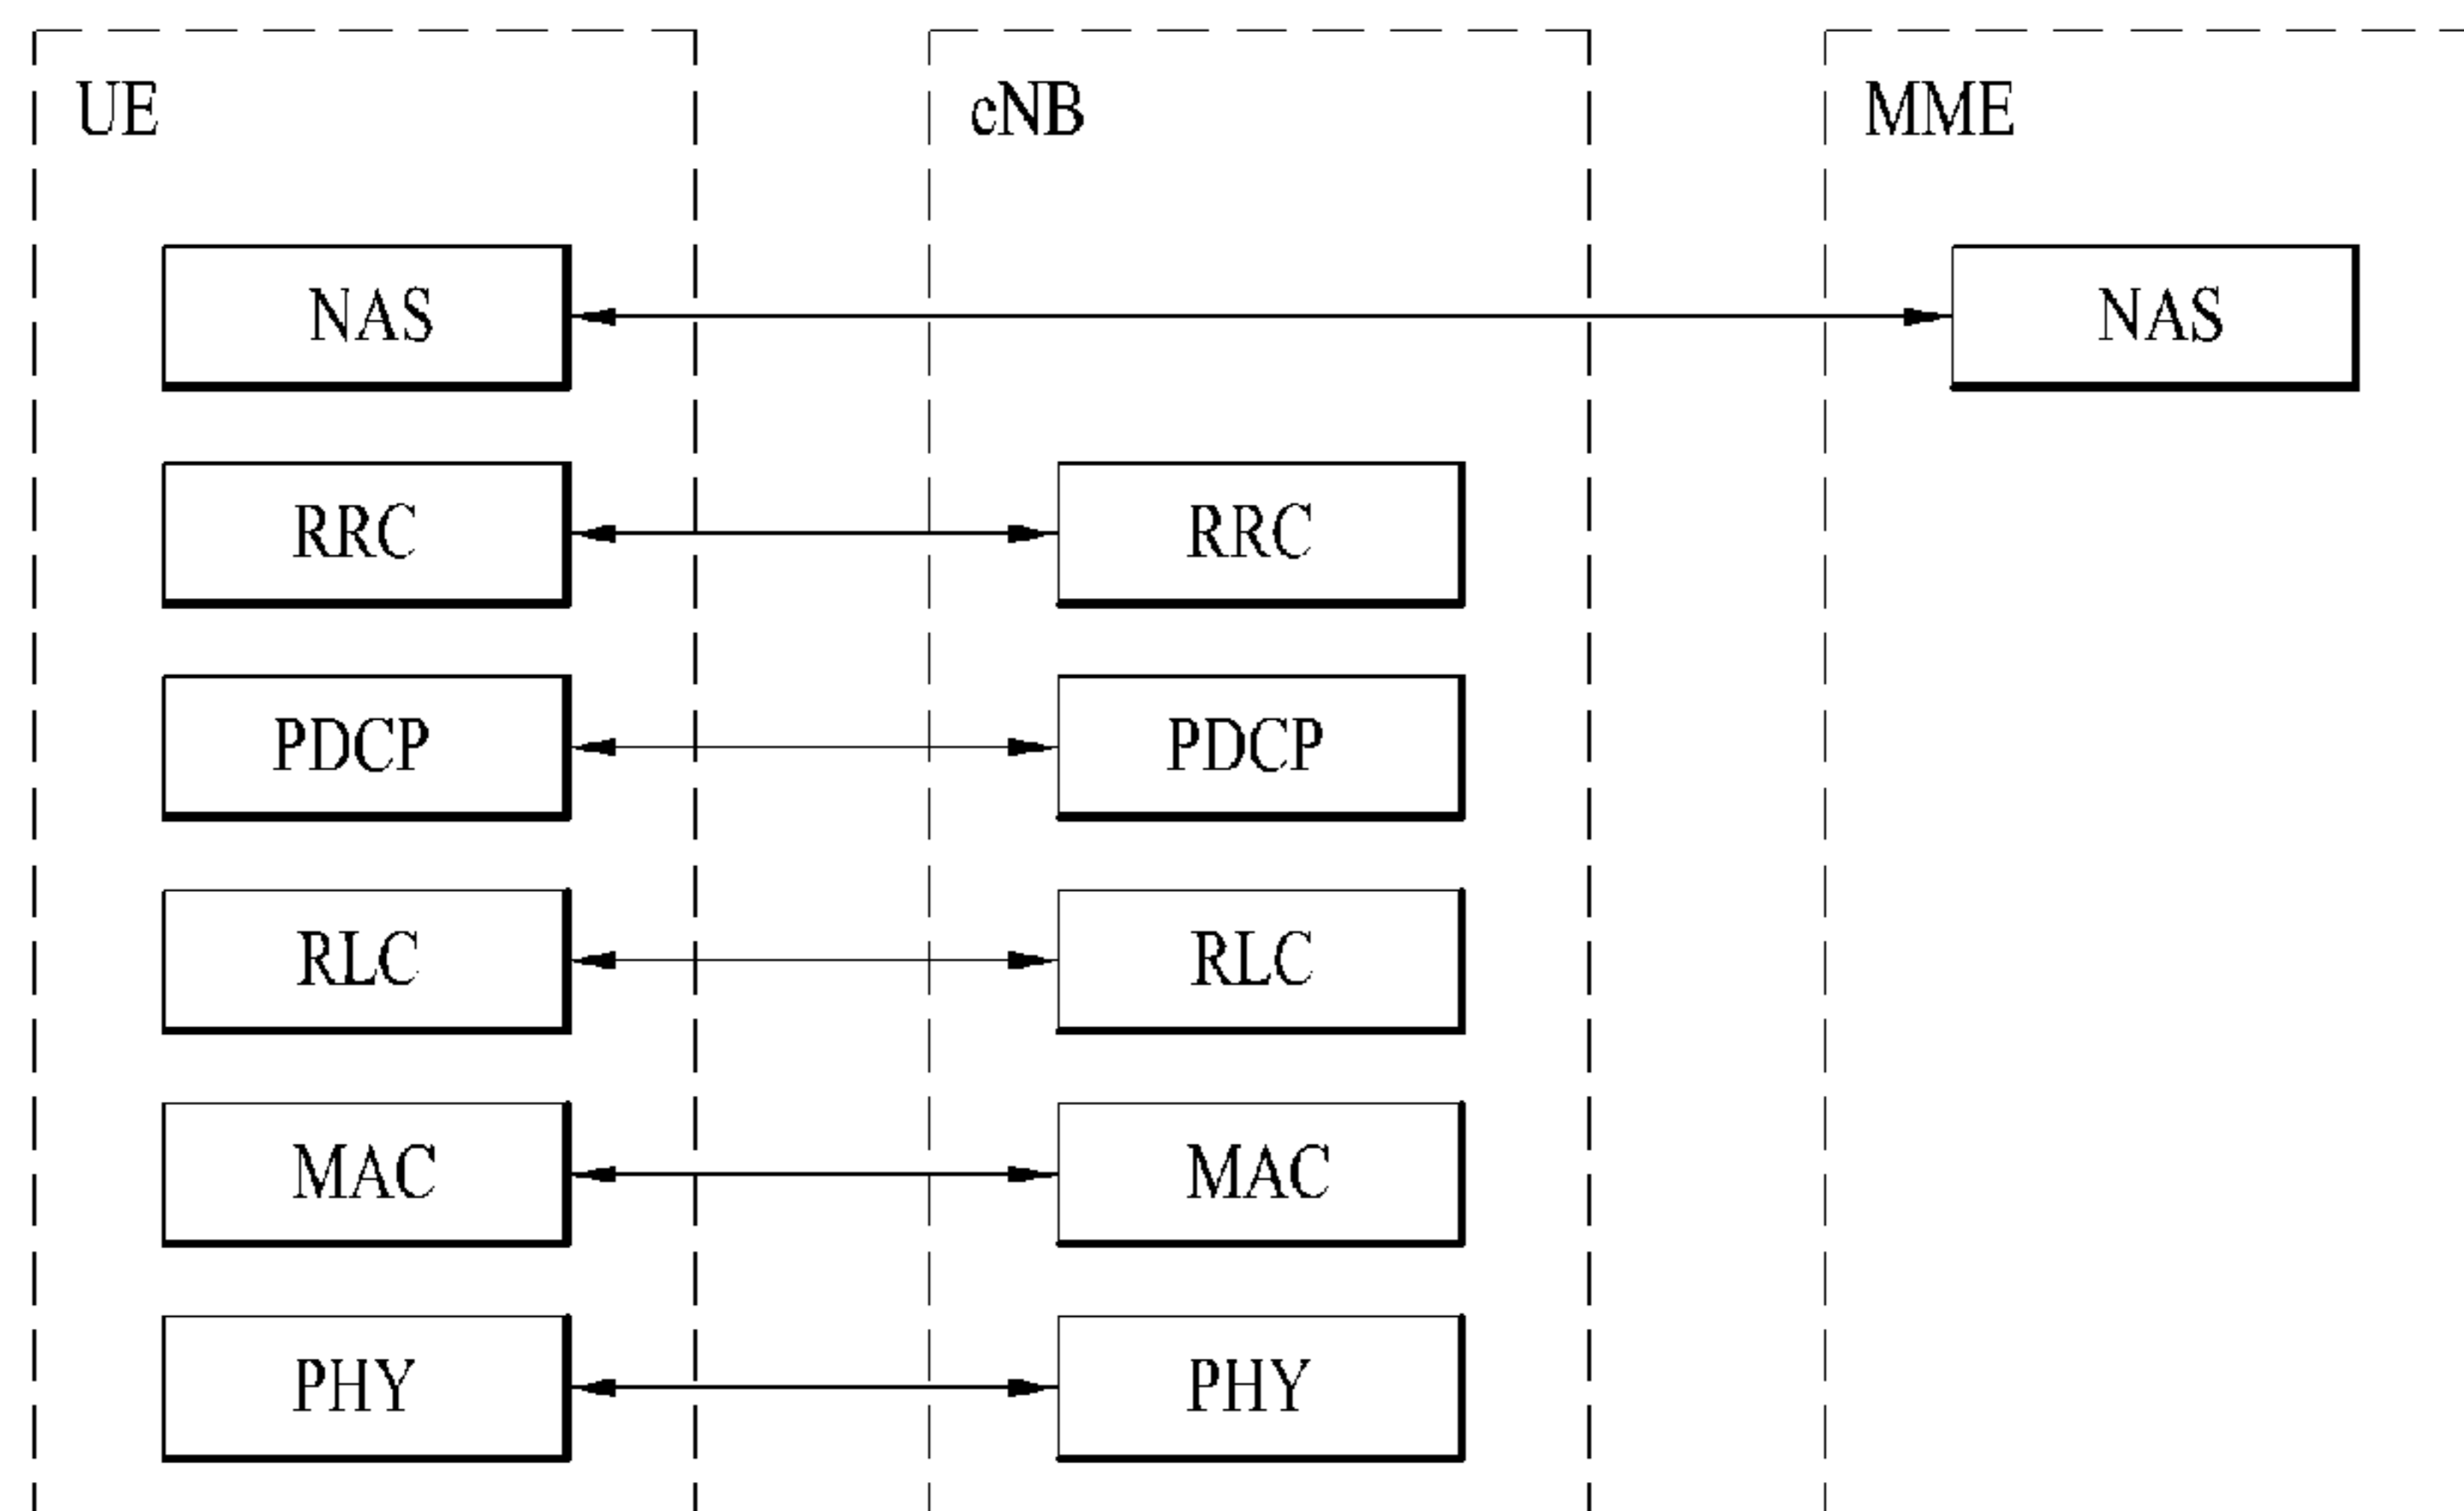 UE cNB MME
NAS NAS
RRC RRC
PDCP PDCP
RLC RLC
MAC MAC
PHY PHY